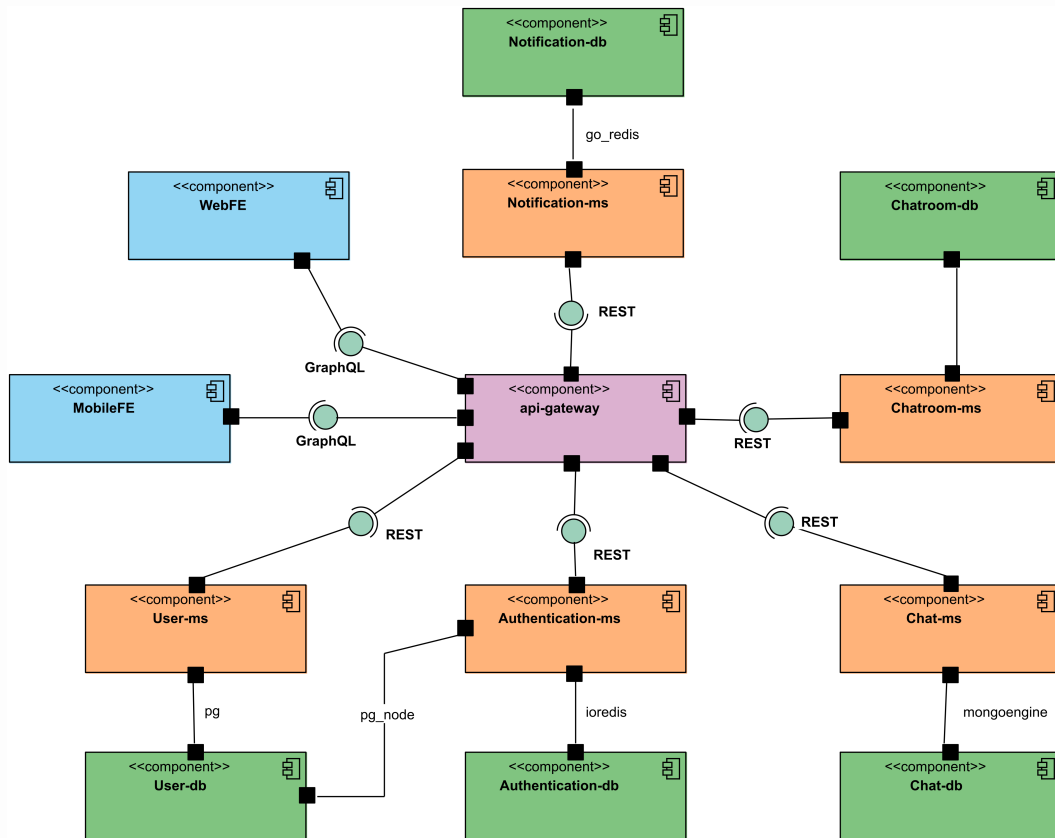 <<component>>
Notification-db
go_redis
<<component>>
WebFE
<<component>>
Notification-ms
<<component>>
Chatroom-db
REST
GraphQL
<<component>>
MobileFE
<<component>>
api-gateway
<<component>>
Chatroom-ms
GraphQL
REST
REST
REST
REST
<<component>>
User-ms
<<component>>
Authentication-ms
<<component>>
Chat-ms
pg
pg_node
ioredis
mongoengine
<<component>>
User-db
<<component>>
Authentication-db
<<component>>
Chat-db